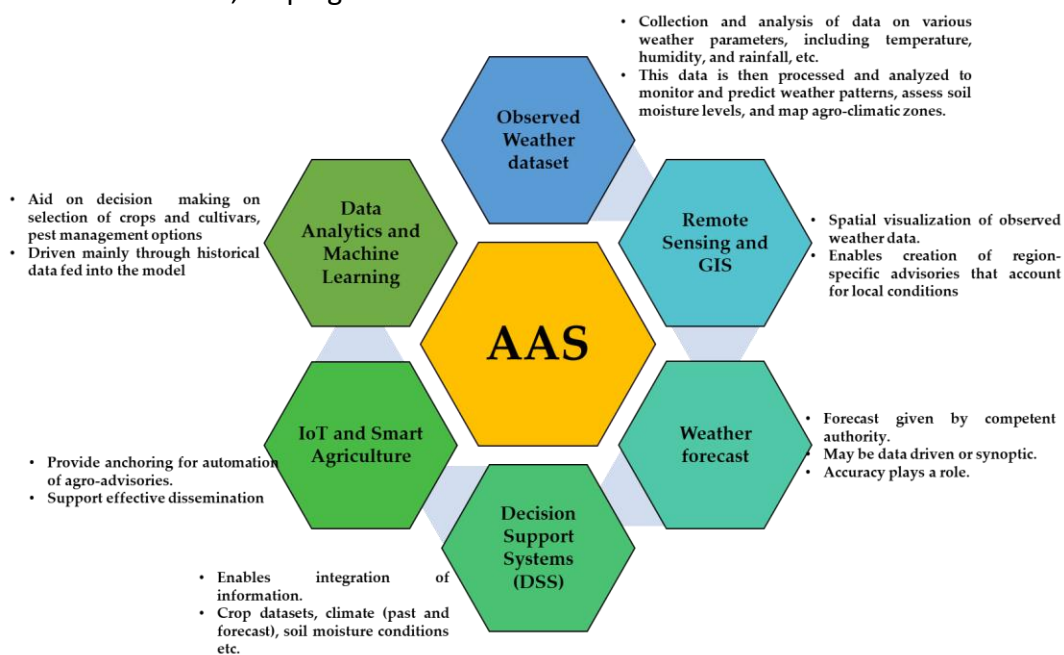 • Collection and analysis of data on various
weather parameters, including temperature,
humidity, and rainfall, etc.
• This data is then processed and analyzed to
monitor and predict weather patterns, assess soil
moisture levels, and map agro-climatic zones.
Observed
Weather
dataset
Remote
Sensing and
GIS
• Spatial visualization of observed
weather data.
• Enables creation of region-
specific advisories that account
for local conditions
Weather
forecast
• Forecast given by competent
authority.
• May be data driven or synoptic.
• Accuracy plays a role.
Decision
Support
Systems
(DSS)
• Enables integration of
information.
• Crop datasets, climate (past and
forecast), soil moisture conditions
etc.
IoT and Smart
Agriculture
• Provide anchoring for automation
of agro-advisories.
• Support effective dissemination
Data
Analytics and
Machine
Learning
• Aid on decision making on
selection of crops and cultivars,
pest management options
• Driven mainly through historical
data fed into the model
AAS